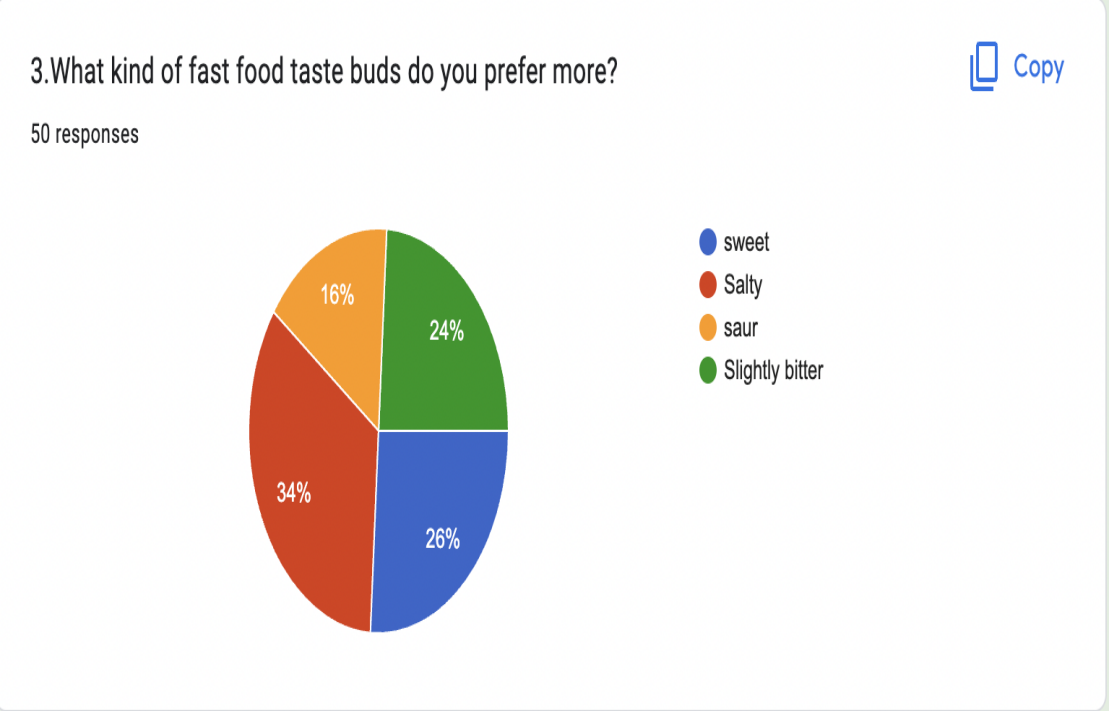 3.What kind of fast food taste buds do you prefer more?
Copy
50 responses
16%
24%
34%
26%
sweet
Salty
saur
Slightly bitter